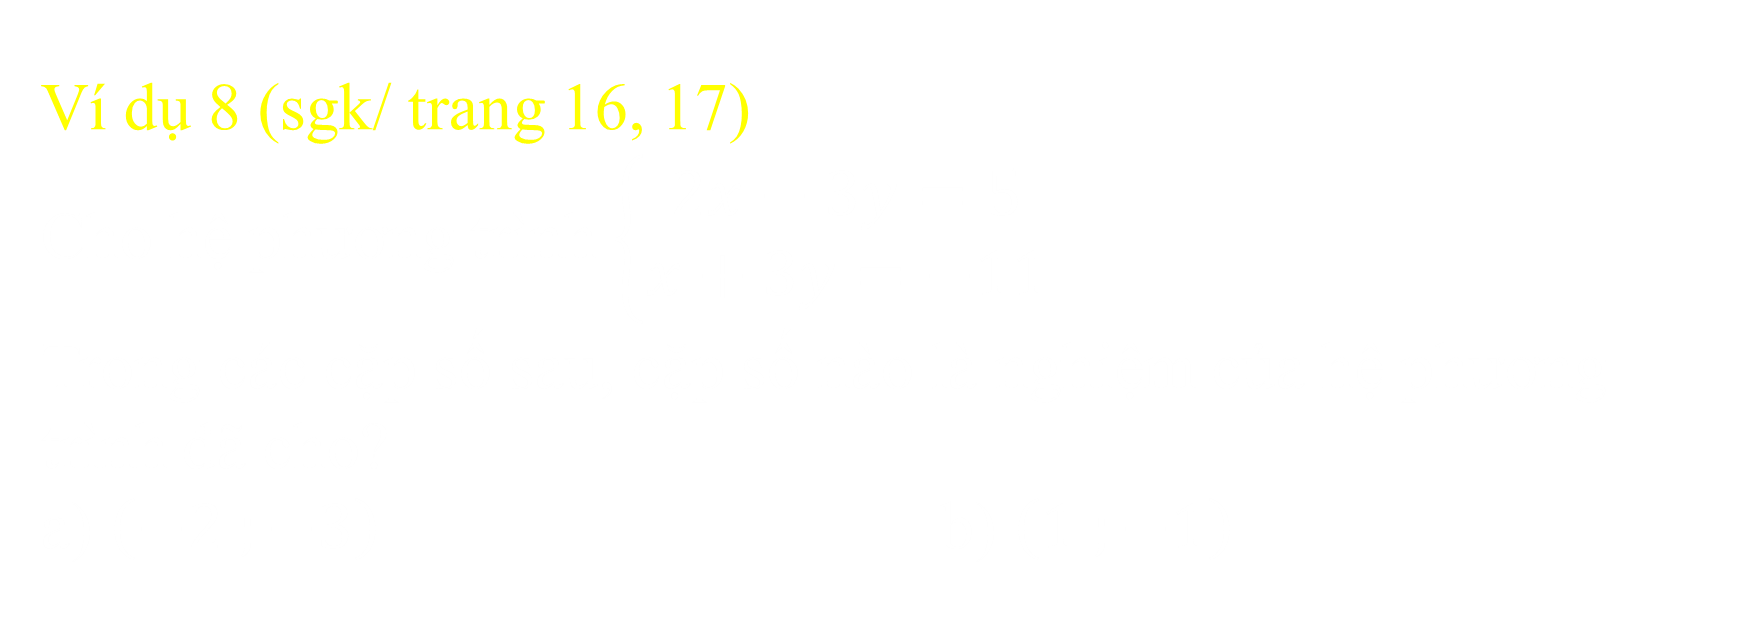 Ví dụ 8 (sgk/ trang 16, 17)